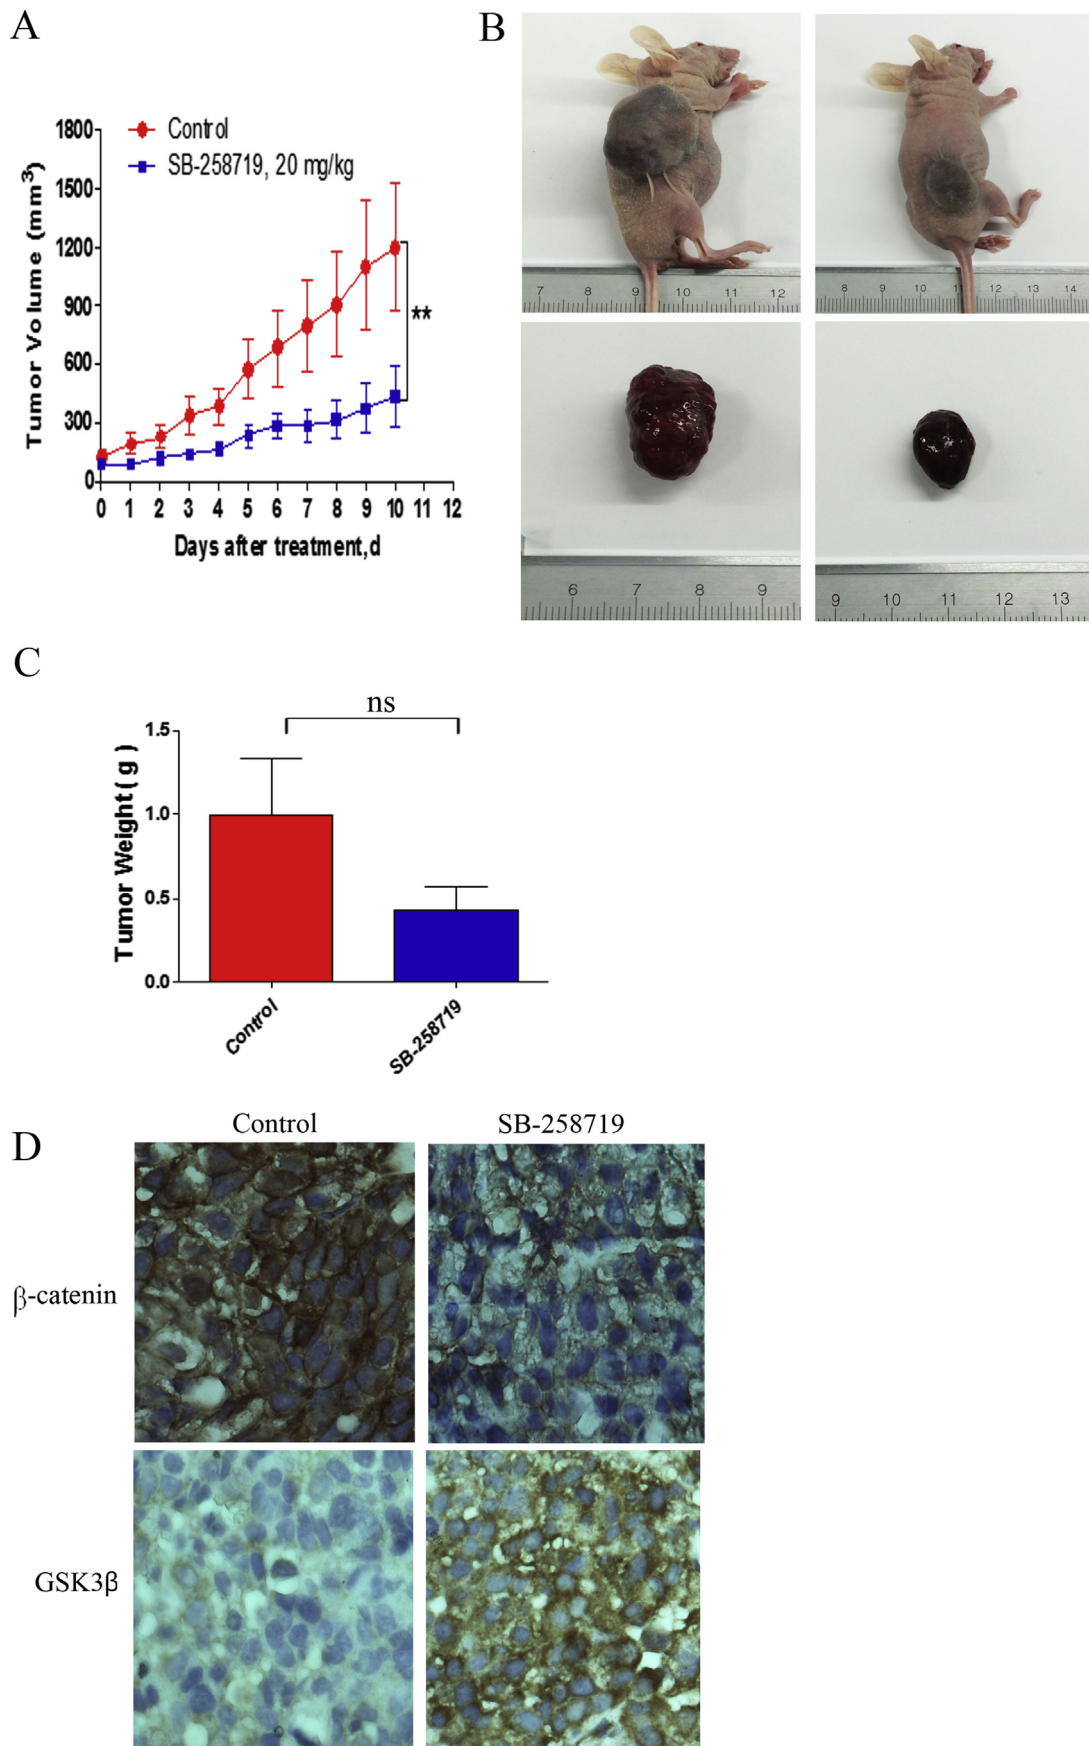 A
B
Control
SB-258719, 20 mg/kg
Tumor Volume (mm³)
1800
1500
1200
900
600
300
0
**
0 1 2 3 4 5 6 7 8 9 10 11 12
Days after treatment,d
7 8 9 10 11 12
8 9 10 11 12 13 14
6 7 8 9
9 10 11 12 13
C
ns
Tumor Weight( g )
1.5
1.0
0.5
0.0
Control
SB-258719
D
Control SB-258719
β-catenin
GSK3β